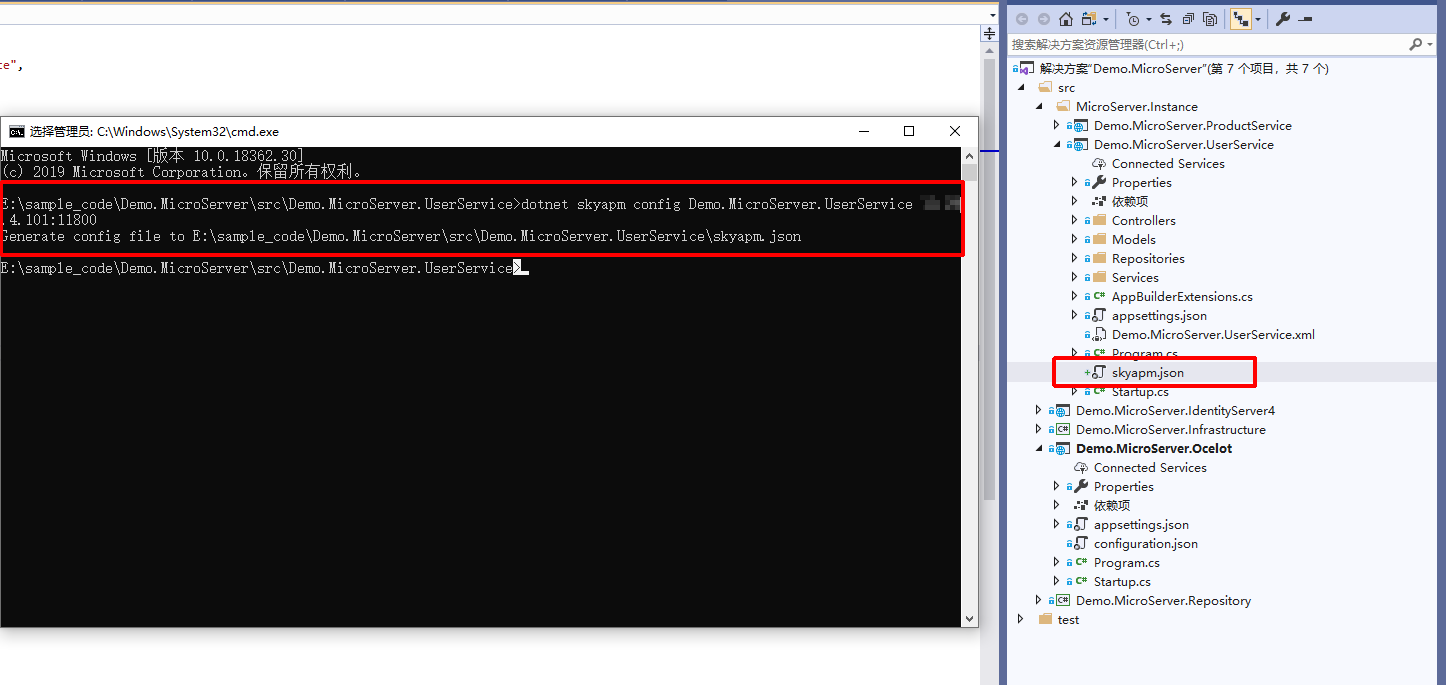 te",
选择管理员: C:\Windows\System32\cmd.exe
Microsoft Windows [版本 10.0.18362.30]
(c) 2019 Microsoft Corporation。保留所有权利。
E:\sample_code\Demo.MicroServer\src\Demo.MicroServer.UserService>dotnet skyapm config Demo.MicroServer.UserService
.4.101:11800
Generate config file to E:\sample_code\Demo.MicroServer\src\Demo.MicroServer.UserService\skyapm.json
E:\sample_code\Demo.MicroServer\src\Demo.MicroServer.UserService>
搜索解决方案资源管理器(Ctrl+;)
解决方案"Demo.MicroServer"(第 7 个项目，共 7 个)
src
MicroServer.Instance
Demo.MicroServer.ProductService
Demo.MicroServer.UserService
Connected Services
Properties
依赖项
Controllers
Models
Repositories
Services
C# AppBuilderExtensions.cs
appsettings.json
Demo.MicroServer.UserService.xml
C# Program.cs
+ skyapm.json
C# Startup.cs
Demo.MicroServer.IdentityServer4
C# Demo.MicroServer.Infrastructure
Demo.MicroServer.Ocelot
Connected Services
Properties
依赖项
appsettings.json
configuration.json
C# Program.cs
C# Startup.cs
C# Demo.MicroServer.Repository
test